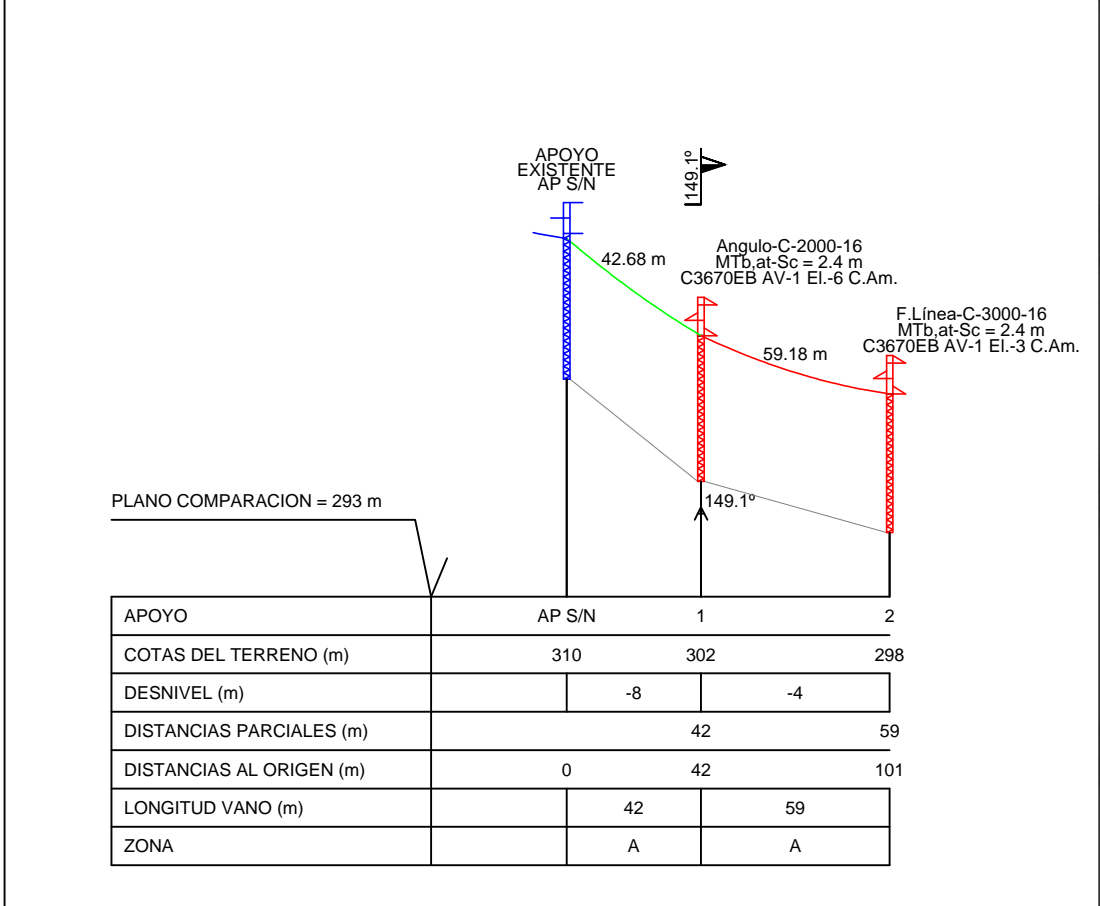 APOYO
EXISTENTE
AP S/N
149.1º
42.68 m
Angulo-C-2000-16
MTb,at-Sc = 2.4 m
C3670EB AV-1 El.-6 C.Am.
59.18 m
F.Línea-C-3000-16
MTb,at-Sc = 2.4 m
C3670EB AV-1 El.-3 C.Am.
PLANO COMPARACION = 293 m
149.1º
APOYO AP S/N 1 2
COTAS DEL TERRENO (m) 310 302 298
DESNIVEL (m) -8 -4
DISTANCIAS PARCIALES (m) 42 59
DISTANCIAS AL ORIGEN (m) 0 42 101
LONGITUD VANO (m) 42 59
ZONA A A